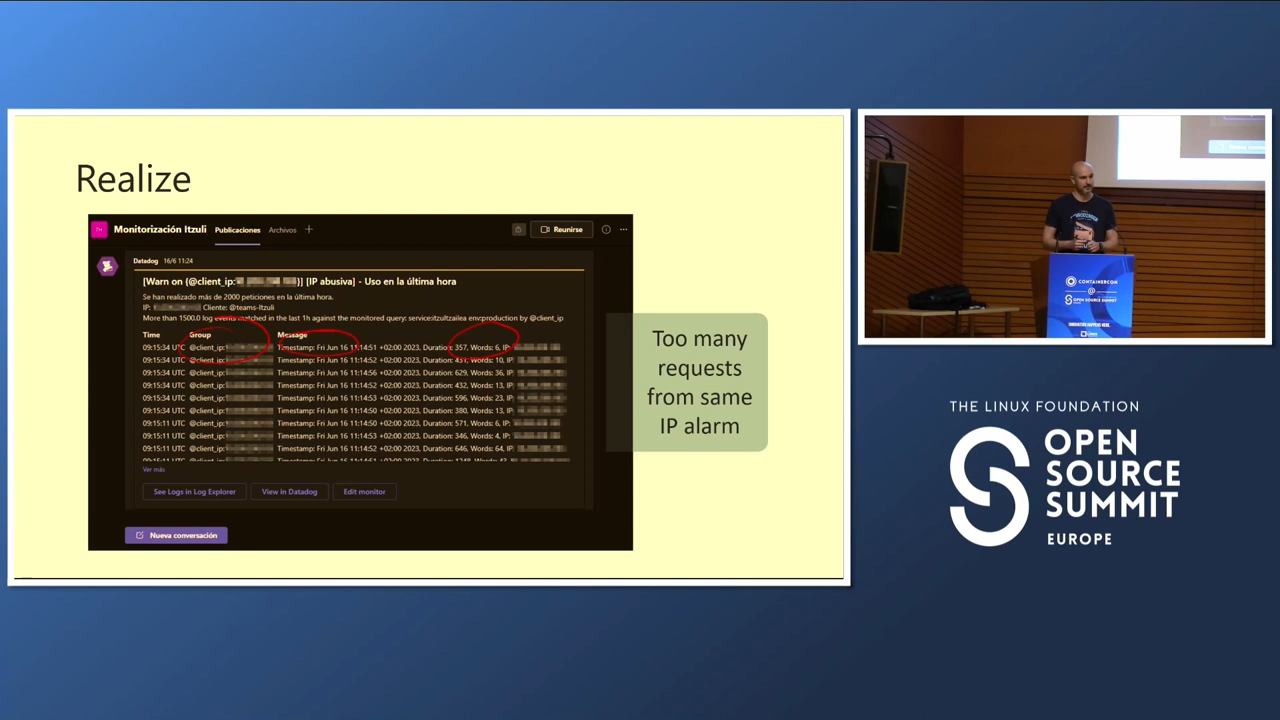 Realize
Monitorización Itzuli Publicaciones Archivos Reunirse
Datadog 16/6 11:24
[Warn on {@client_ip: }] [IP abusiva] - Uso en la última hora
Se han realizado más de 2000 peticiones en la última hora.
IP: Cliente: @teams-Itzuli
More than 1500.0 log events matched in the last 1h against the monitored query: service:itzultzailea env:production by @client_ip
Time Group Message
09:15:34 UTC @client_ip: Timestamp: Fri Jun 16 11:14:51 +02:00 2023, Duration: 357, Words: 6, IP:
09:15:34 UTC @client_ip: Timestamp: Fri Jun 16 11:14:52 +02:00 2023, Duration: 431, Words: 10, IP:
09:15:34 UTC @client_ip: Timestamp: Fri Jun 16 11:14:56 +02:00 2023, Duration: 629, Words: 36, IP:
09:15:34 UTC @client_ip: Timestamp: Fri Jun 16 11:14:52 +02:00 2023, Duration: 432, Words: 13, IP:
09:15:34 UTC @client_ip: Timestamp: Fri Jun 16 11:14:53 +02:00 2023, Duration: 596, Words: 23, IP:
09:15:34 UTC @client_ip: Timestamp: Fri Jun 16 11:14:50 +02:00 2023, Duration: 380, Words: 13, IP:
09:15:11 UTC @client_ip: Timestamp: Fri Jun 16 11:14:50 +02:00 2023, Duration: 571, Words: 6, IP:
09:15:11 UTC @client_ip: Timestamp: Fri Jun 16 11:14:53 +02:00 2023, Duration: 346, Words: 4, IP:
09:15:11 UTC @client_ip: Timestamp: Fri Jun 16 11:14:52 +02:00 2023, Duration: 646, Words: 64, IP:
Ver más
See Logs in Log Explorer View in Datadog Edit monitor
Nueva conversación
Too many
requests
from same
IP alarm
CONTAINERCON
@
OPEN SOURCE SUMMIT
INNOVATION HAPPENS HERE.
THE LINUX FOUNDATION
OPEN
SOURCE
SUMMIT
EUROPE